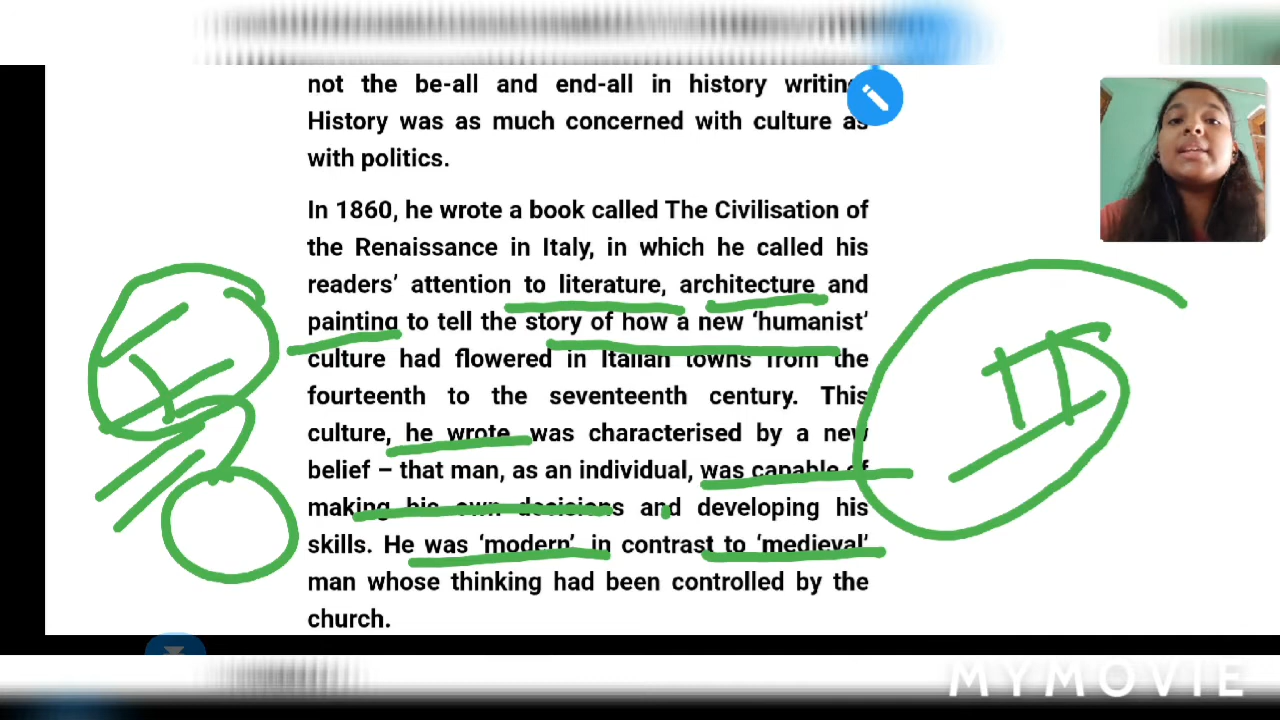 not the be-all and end-all in history writing.
History was as much concerned with culture as
with politics.
In 1860, he wrote a book called The Civilisation of
the Renaissance in Italy, in which he called his
readers’ attention to literature, architecture and
painting to tell the story of how a new ‘humanist’
culture had flowered in Italian towns from the
fourteenth to the seventeenth century. This
culture, he wrote was characterised by a new
belief – that man, as an individual, was capable of
making his own decisions and developing his
skills. He was ‘modern’ in contrast to ‘medieval’
man whose thinking had been controlled by the
church.
II
MYMOVIE